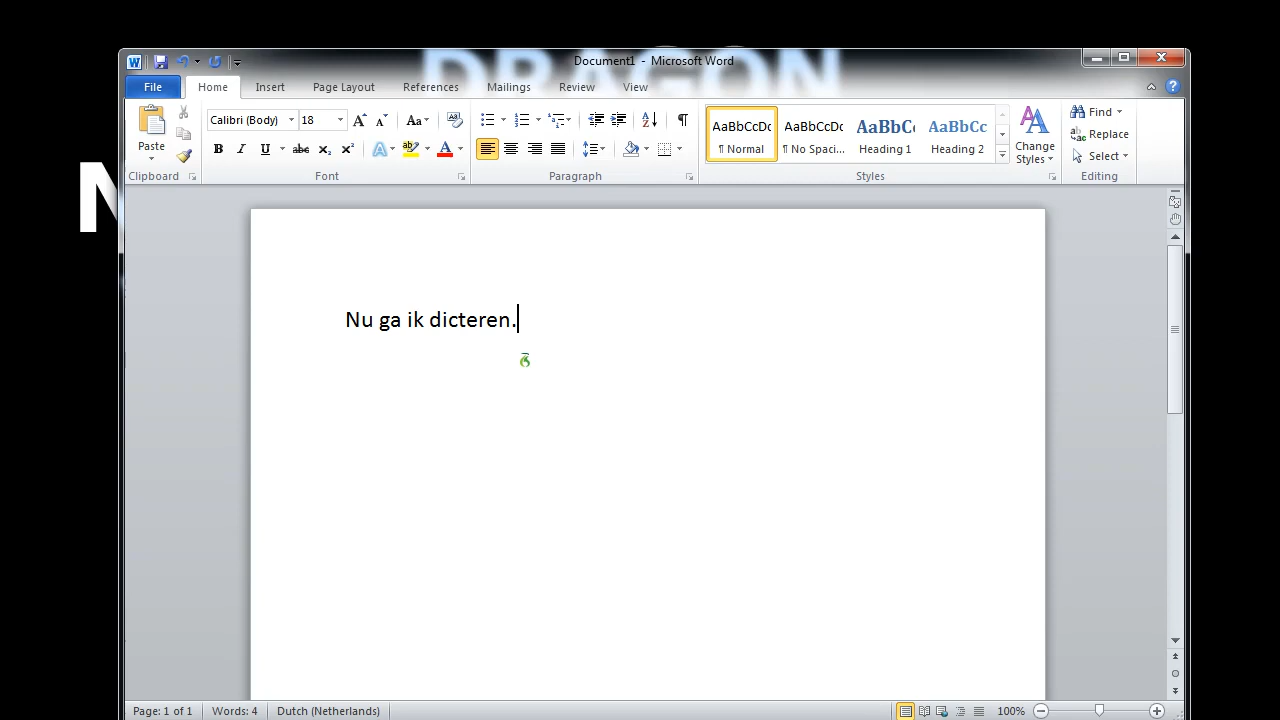 DRAGON
Document1 - Microsoft Word
File Home Insert Page Layout References Mailings Review View
Calibri (Body) 18
AaBbCcDc AaBbCcDc AaBbC AaBbCc
Find
Replace
Select
Paste
¶ Normal ¶ No Spaci... Heading 1 Heading 2
Change
Styles
Clipboard Font Paragraph Styles Editing
N
Nu ga ik dicteren.
Page: 1 of 1 Words: 4 Dutch (Netherlands) 100%